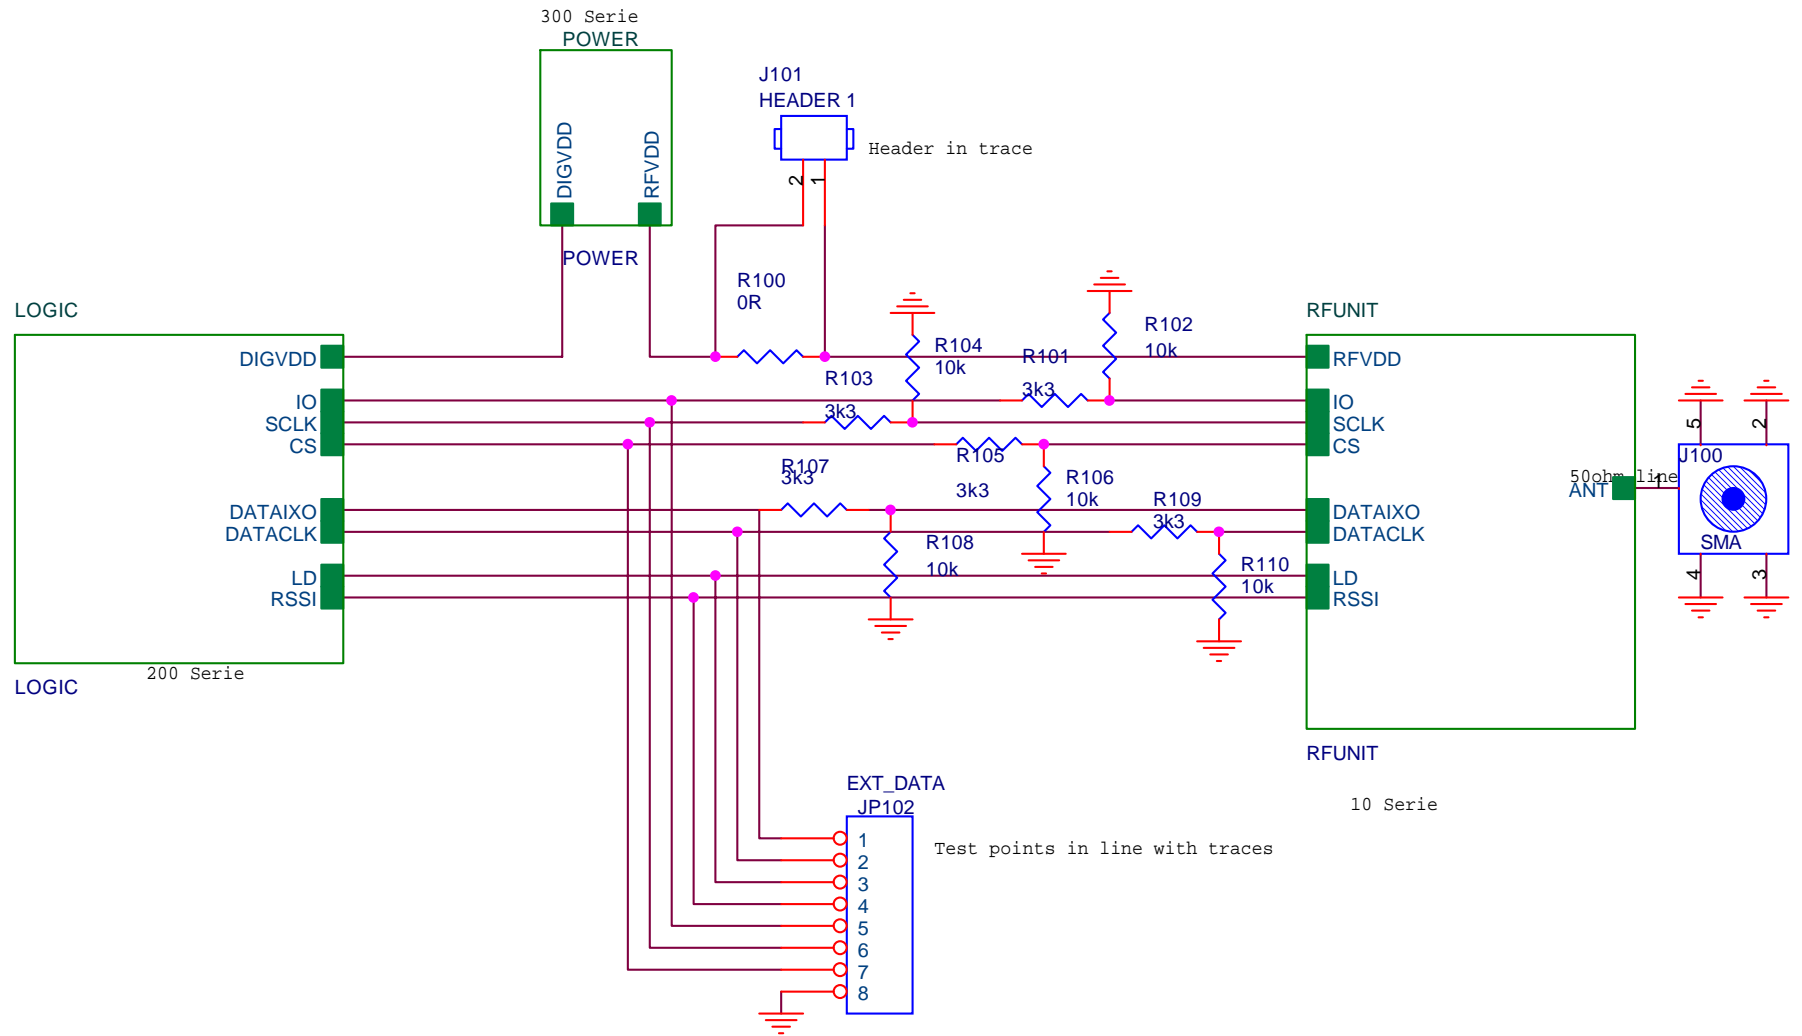 300 Serie
POWER
DIGVDD
RFVDD
POWER
J101
HEADER 1
2
1
Header in trace
R100
0R
LOGIC
DIGVDD
IO
SCLK
CS
DATAIXO
DATACLK
LD
RSSI
200 Serie
LOGIC
R104
10k
R103
3k3
R101
3k3
R102
10k
R107
3k3
R105
3k3
R106
10k
R109
3k3
R108
10k
R110
10k
RFUNIT
RFVDD
IO
SCLK
CS
DATAIXO
DATACLK
LD
RSSI
ANT
50ohm line
1
5
2
J100
SMA
4
3
RFUNIT
10 Serie
EXT_DATA
JP102
1
2
3
4
5
6
7
8
Test points in line with traces